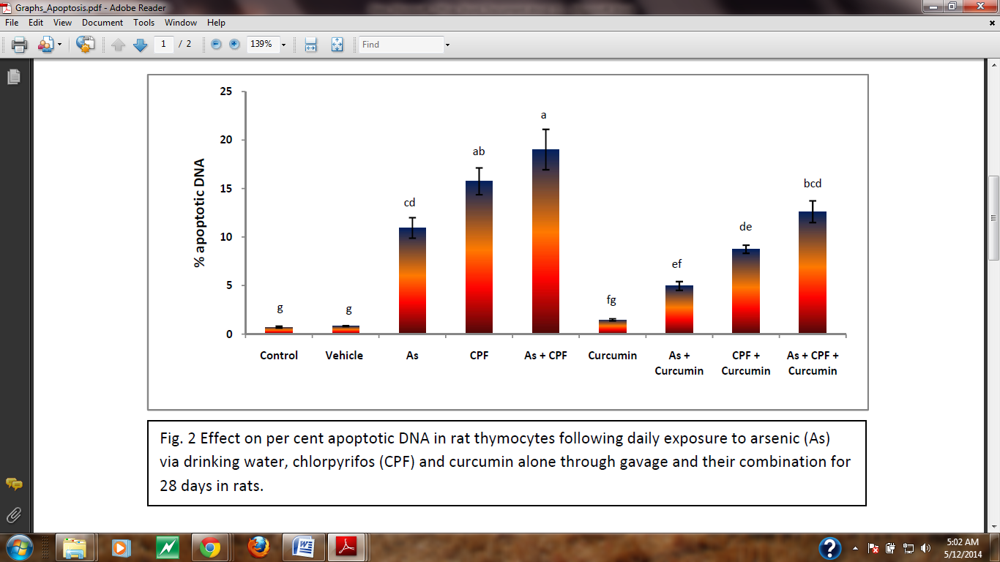 Graphs_Apoptosis.pdf - Adobe Reader
File Edit View Document Tools Window Help
1 / 2 139% Find
25
20
15
10
5
0
% apoptotic DNA
g
g
cd
ab
a
fg
ef
de
bcd
Control Vehicle As CPF As + CPF Curcumin As + CPF + As + CPF +
Curcumin Curcumin Curcumin
Fig. 2 Effect on per cent apoptotic DNA in rat thymocytes following daily exposure to arsenic (As)
via drinking water, chlorpyrifos (CPF) and curcumin alone through gavage and their combination for
28 days in rats.
5:02 AM
5/12/2014